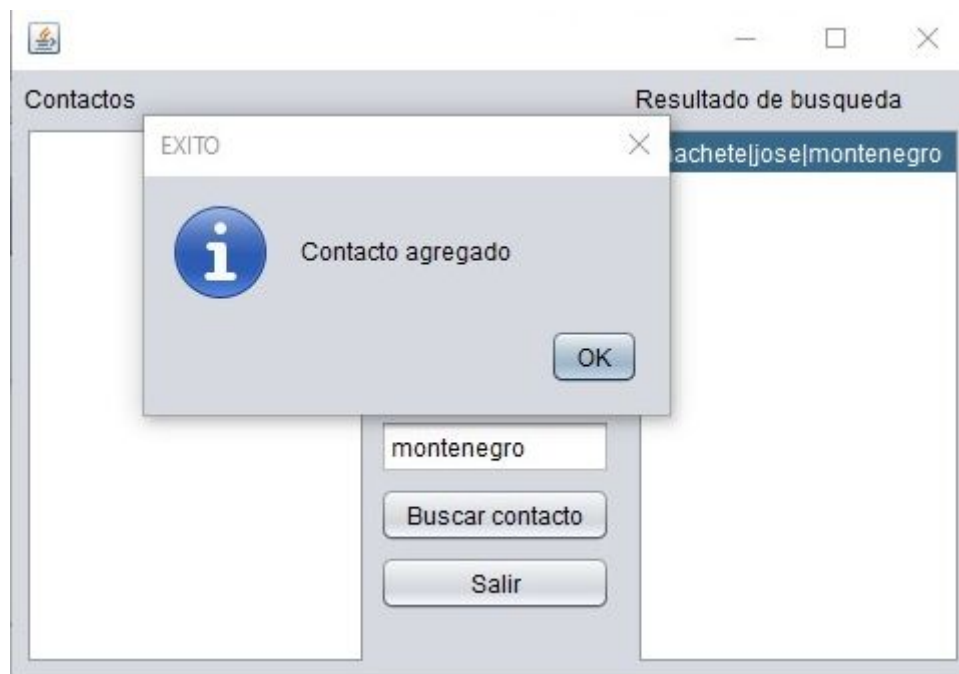 Contactos
Resultado de busqueda
EXITO
achete|jose|montenegro
Contacto agregado
OK
montenegro
Buscar contacto
Salir